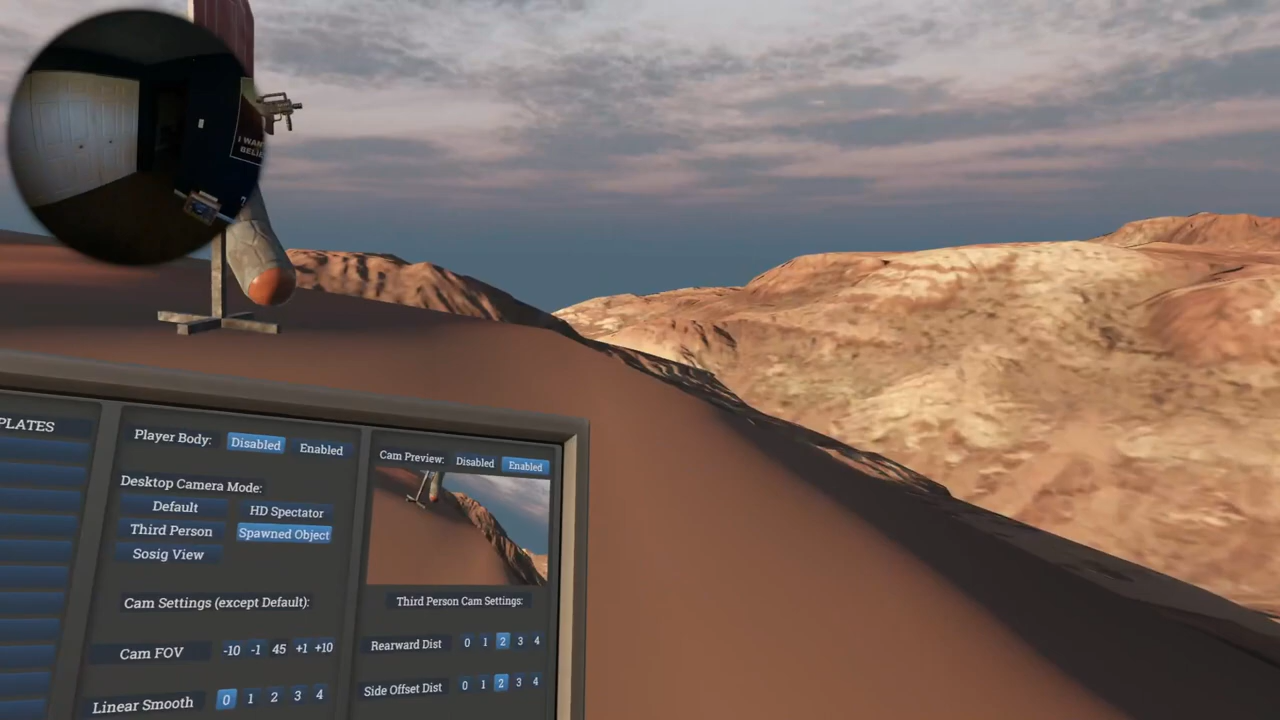 I WAN
BELIE
?
PLATES
Player Body: Disabled Enabled
Desktop Camera Mode:
Default HD Spectator
Third Person Spawned Object
Sosig View
Cam Settings (except Default):
Cam FOV -10 -1 45 +1 +10
Linear Smooth 0 1 2 3 4
Cam Preview: Disabled Enabled
Third Person Cam Settings:
Rearward Dist 0 1 2 3 4
Side Offset Dist 0 1 2 3 4